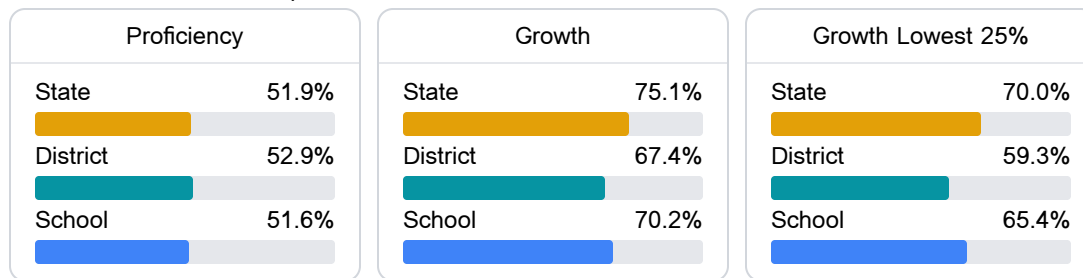 Proficiency
State 51.9%
District 52.9%
School 51.6%
Growth
State 75.1%
District 67.4%
School 70.2%
Growth Lowest 25%
State 70.0%
District 59.3%
School 65.4%